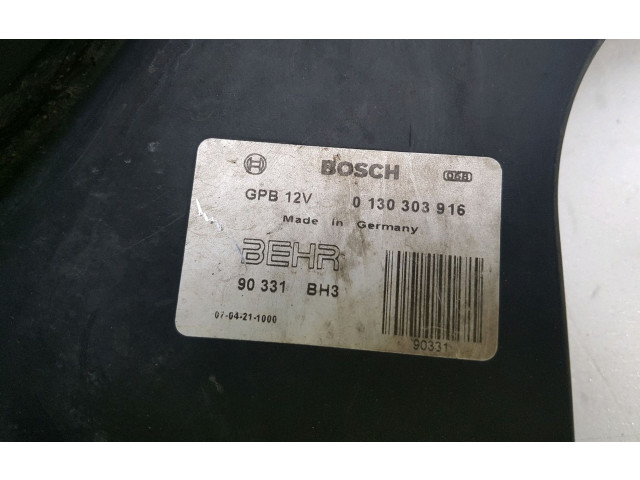 BOSCH 068
GPB 12V 0 130 303 916
Made in Germany
BEHR
90 331 BH3
07-04-21-1000
90331